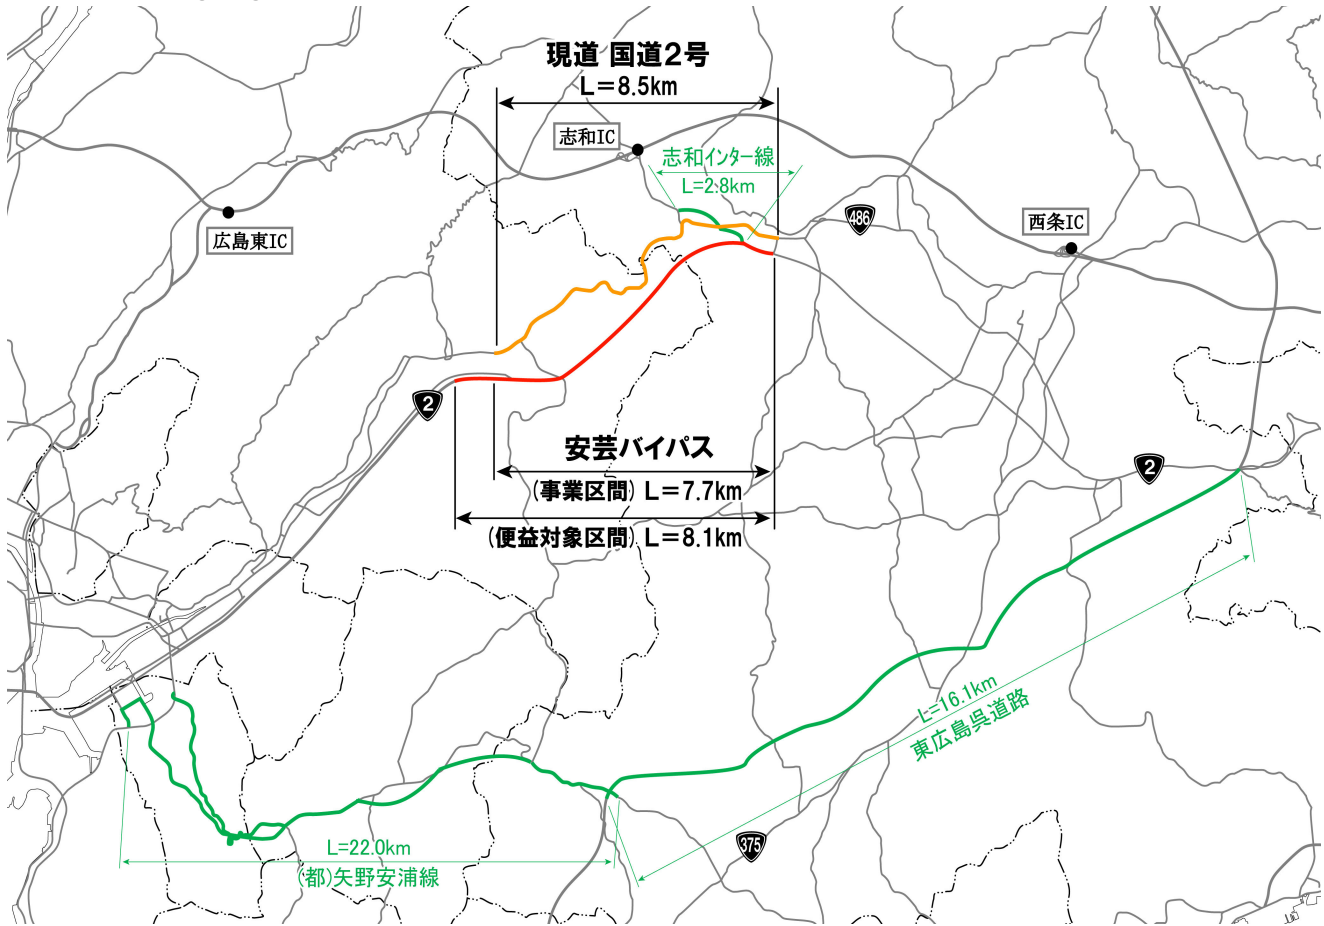 現道 国道2号
L=8.5km
志和IC
志和インター線
L=2.8km
486
広島東IC
西条IC
2
安芸バイパス
(事業区間) L=7.7km
2
(便益対象区間) L=8.1km
L=16.1km
東広島呉道路
375
L=22.0km
(都)矢野安浦線